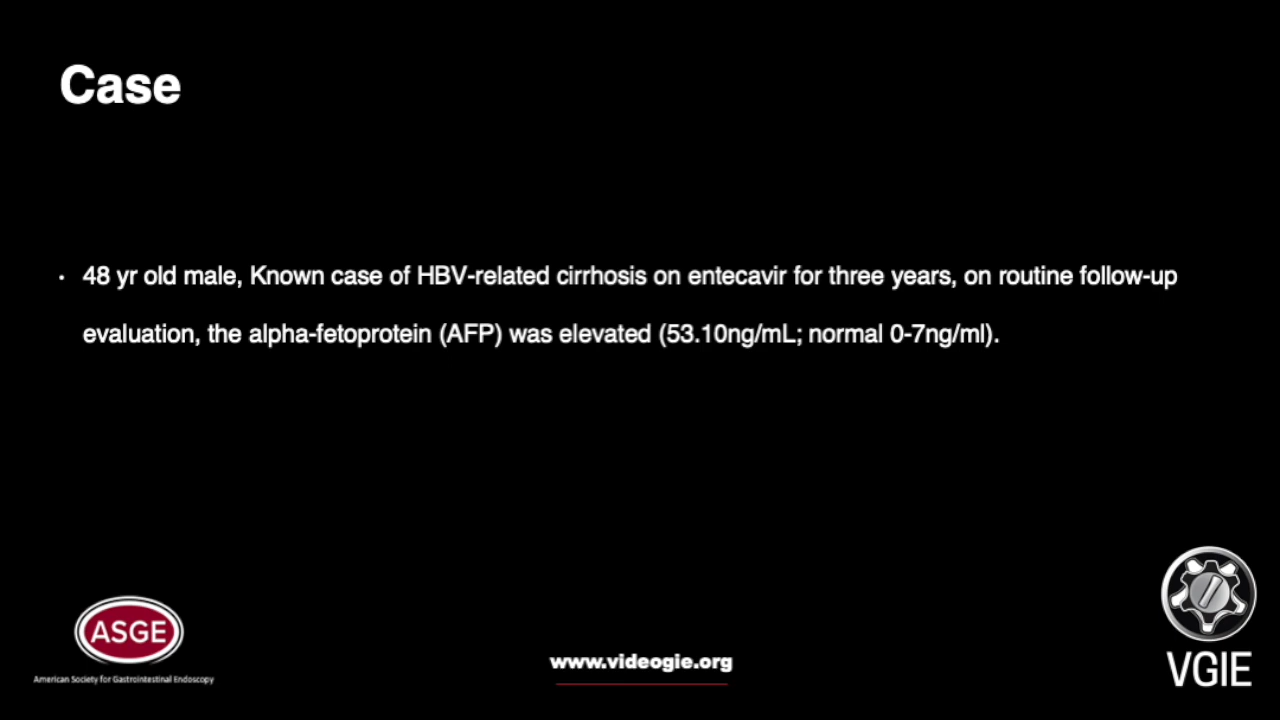 Case
• 48 yr old male, Known case of HBV-related cirrhosis on entecavir for three years, on routine follow-up
evaluation, the alpha-fetoprotein (AFP) was elevated (53.10ng/mL; normal 0-7ng/ml).
ASGE
American Society for Gastrointestinal Endoscopy
www.videogie.org
VGIE